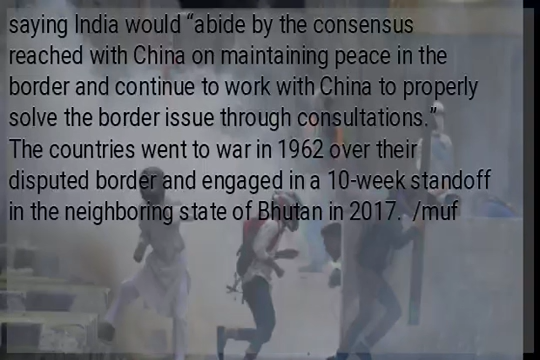 saying India would “abide by the consensus
reached with China on maintaining peace in the
border and continue to work with China to properly
solve the border issue through consultations.”
The countries went to war in 1962 over their
disputed border and engaged in a 10-week standoff
in the neighboring state of Bhutan in 2017. /muf